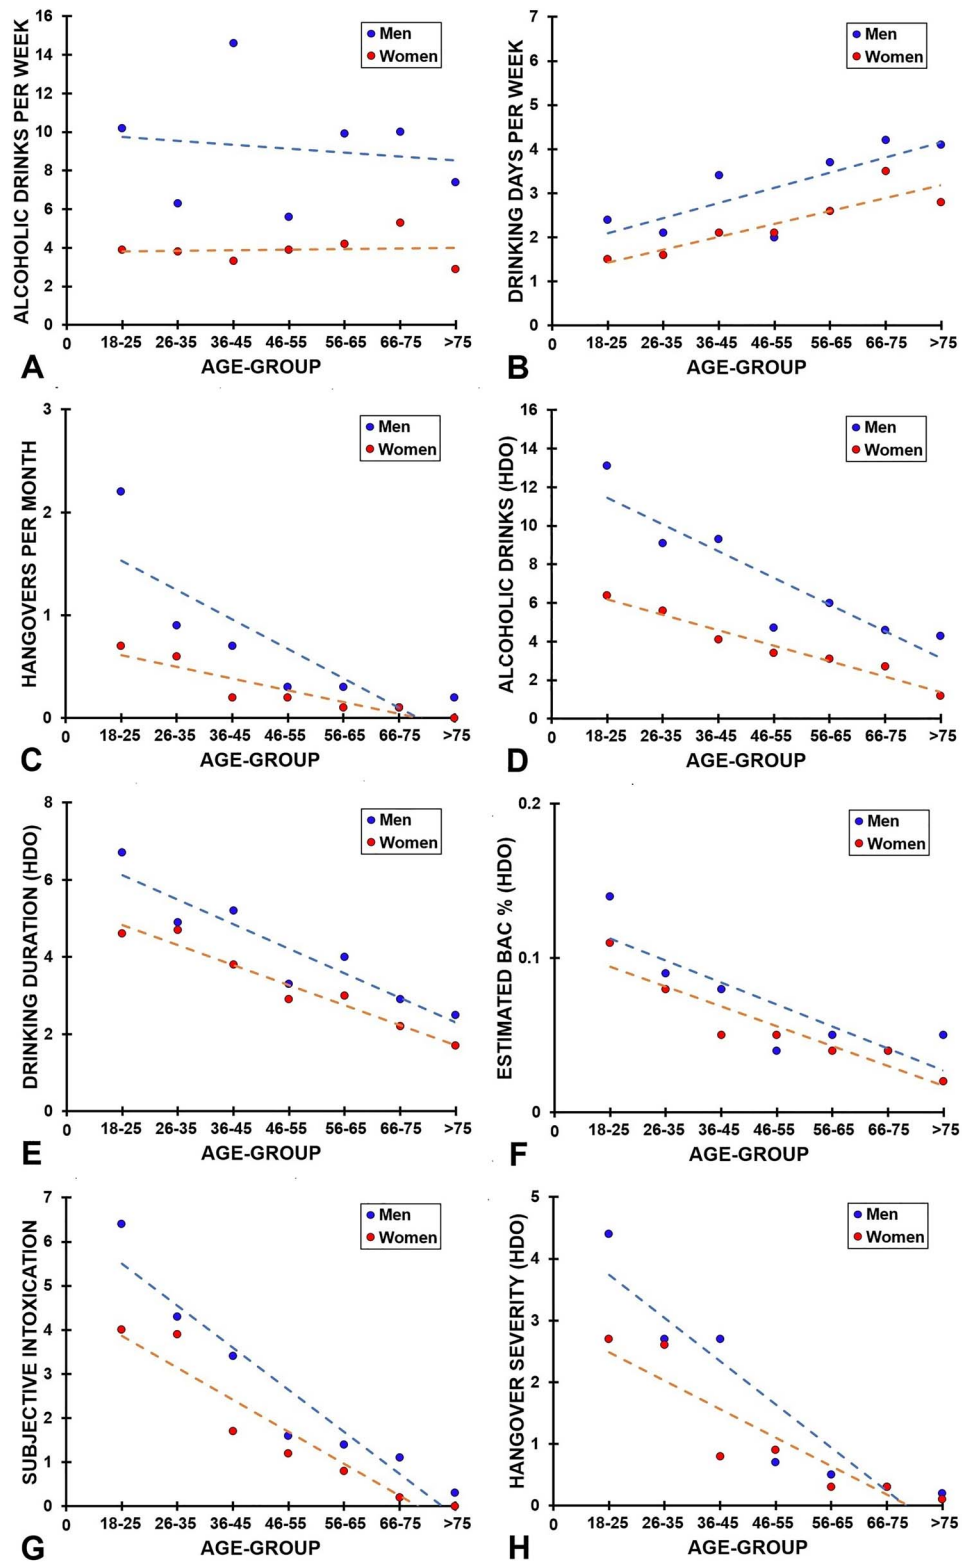 ALCOHOLIC DRINKS PER WEEK
16
14
12
10
8
6
4
2
0
Men
Women
0 18-25 26-35 36-45 46-55 56-65 66-75 >75
AGE-GROUP
A
DRINKING DAYS PER WEEK
7
6
5
4
3
2
1
0
Men
Women
0 18-25 26-35 36-45 46-55 56-65 66-75 >75
AGE-GROUP
B
HANGOVERS PER MONTH
3
2
1
0
Men
Women
0 18-25 26-35 36-45 46-55 56-65 66-75 >75
AGE-GROUP
C
ALCOHOLIC DRINKS (HDO)
16
14
12
10
8
6
4
2
0
Men
Women
0 18-25 26-35 36-45 46-55 56-65 66-75 >75
AGE-GROUP
D
DRINKING DURATION (HDO)
8
6
4
2
0
Men
Women
0 18-25 26-35 36-45 46-55 56-65 66-75 >75
AGE-GROUP
E
ESTIMATED BAC % (HDO)
0.2
0.1
0
Men
Women
0 18-25 26-35 36-45 46-55 56-65 66-75 >75
AGE-GROUP
F
SUBJECTIVE INTOXICATION
7
6
5
4
3
2
1
0
Men
Women
0 18-25 26-35 36-45 46-55 56-65 66-75 >75
AGE-GROUP
G
HANGOVER SEVERITY (HDO)
5
4
3
2
1
0
Men
Women
0 18-25 26-35 36-45 46-55 56-65 66-75 >75
AGE-GROUP
H